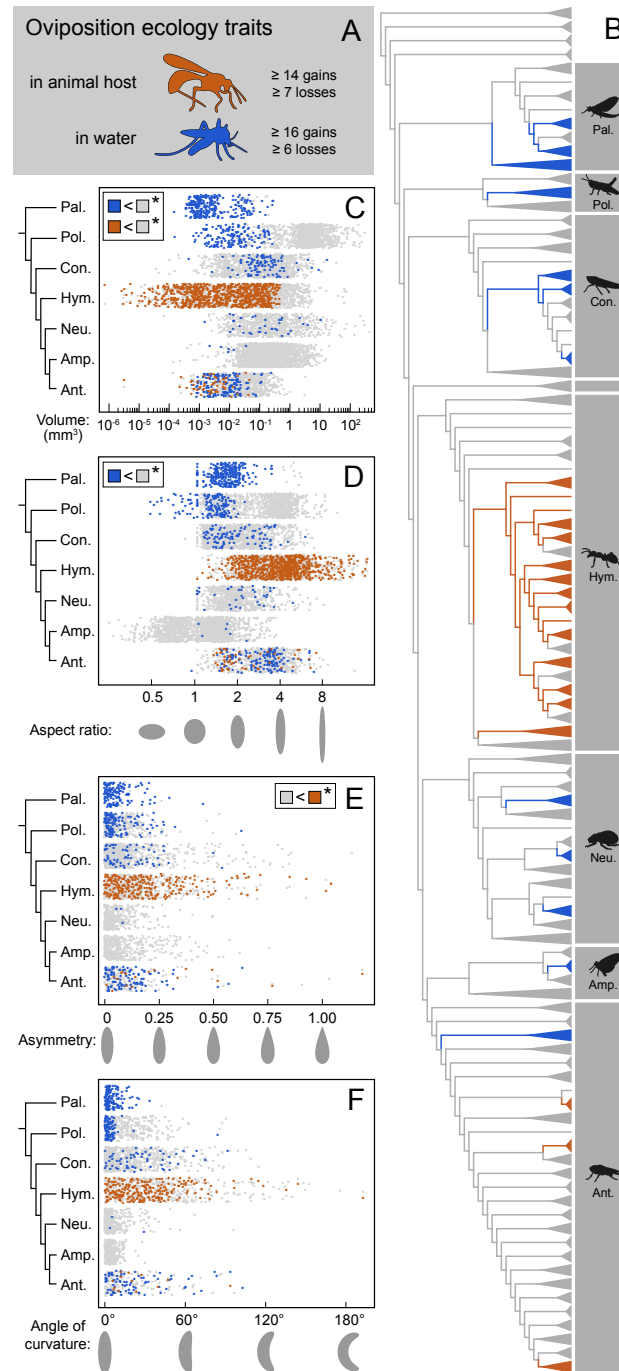 Oviposition ecology traits
A
in animal host
≥ 14 gains
≥ 7 losses
in water
≥ 16 gains
≥ 6 losses
B
Pal.
Pol.
Con.
Hym.
Neu.
Amp.
Ant.
C
< *
< *
Pal.
Pol.
Con.
Hym.
Neu.
Amp.
Ant.
Volume: 10⁻⁶ 10⁻⁵ 10⁻⁴ 10⁻³ 10⁻² 10⁻¹ 1 10 10²
(mm³)
D
< *
Pal.
Pol.
Con.
Hym.
Neu.
Amp.
Ant.
0.5 1 2 4 8
Aspect ratio:
E
< *
Pal.
Pol.
Con.
Hym.
Neu.
Amp.
Ant.
0 0.25 0.50 0.75 1.00
Asymmetry:
F
Pal.
Pol.
Con.
Hym.
Neu.
Amp.
Ant.
0° 60° 120° 180°
Angle of
curvature: